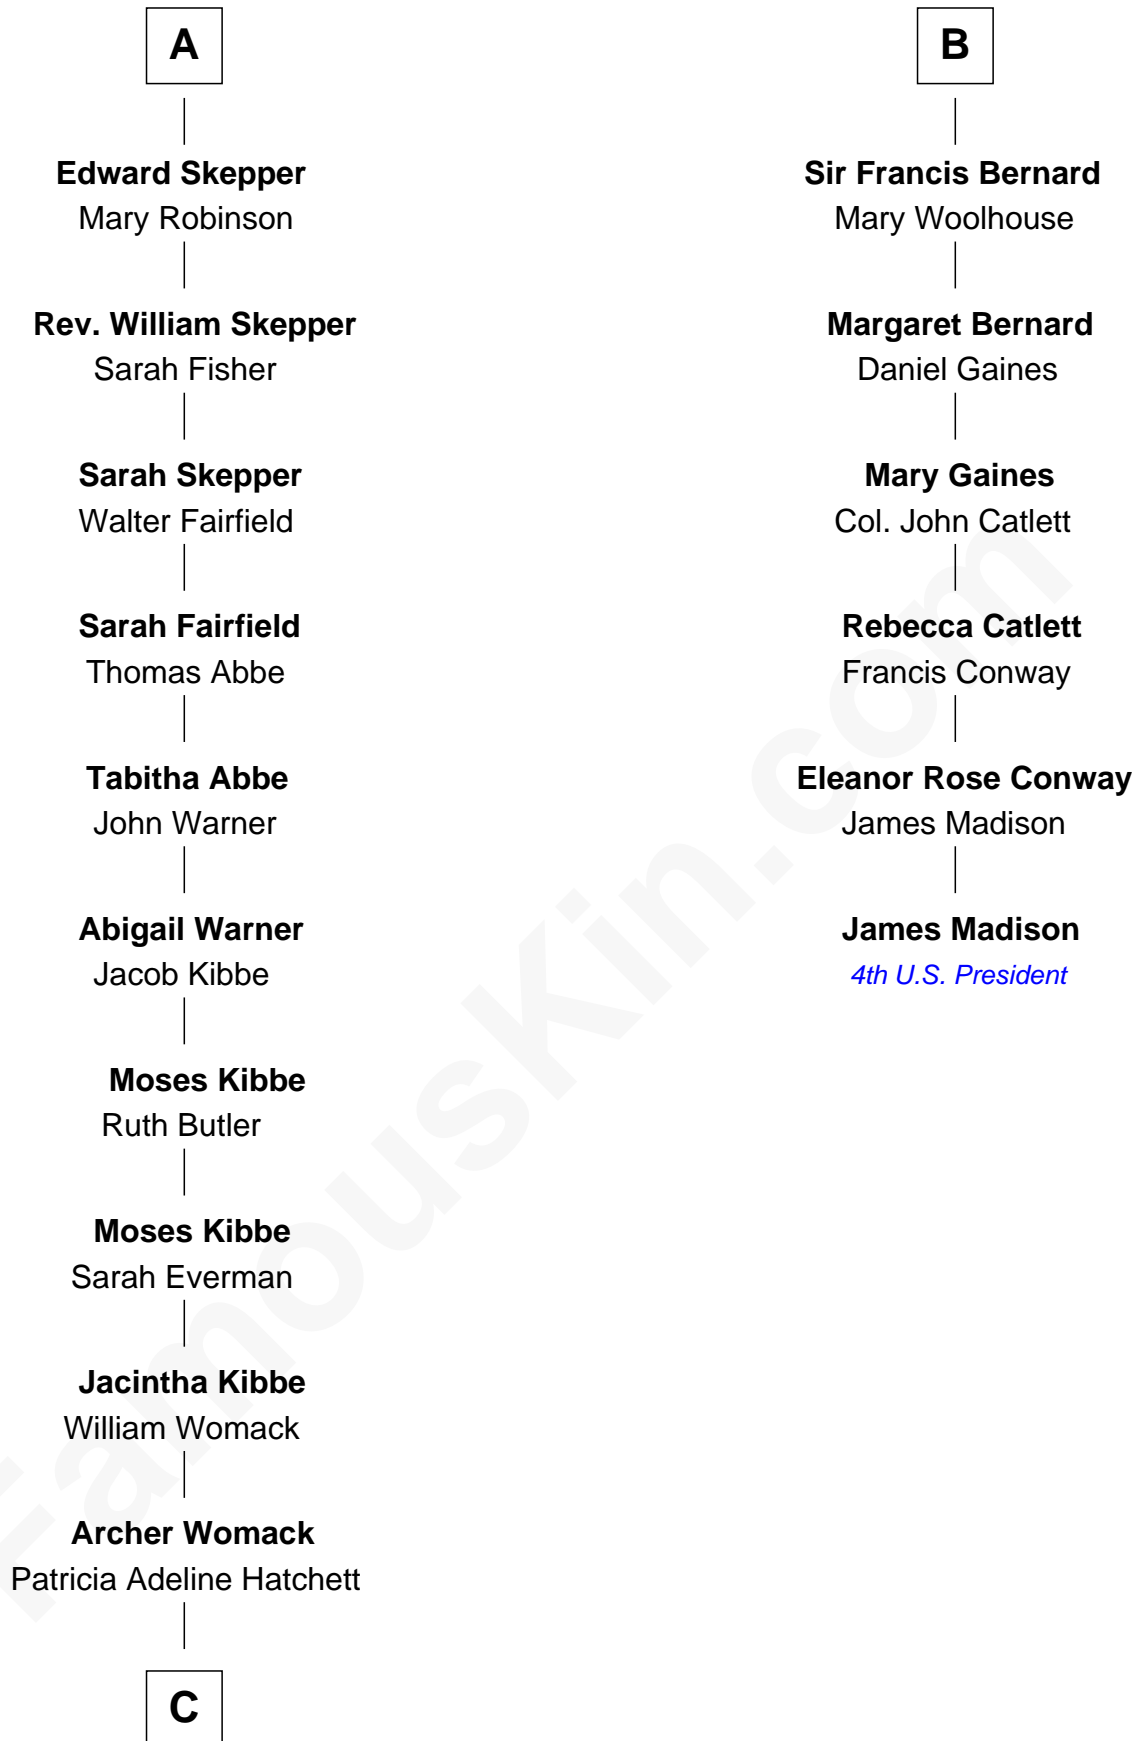 A
Edward Skepper
Mary Robinson
Rev. William Skepper
Sarah Fisher
Sarah Skepper
Walter Fairfield
Sarah Fairfield
Thomas Abbe
Tabitha Abbe
John Warner
Abigail Warner
Jacob Kibbe
Moses Kibbe
Ruth Butler
Moses Kibbe
Sarah Everman
Jacintha Kibbe
William Womack
Archer Womack
Patricia Adeline Hatchett
C
B
Sir Francis Bernard
Mary Woolhouse
Margaret Bernard
Daniel Gaines
Mary Gaines
Col. John Catlett
Rebecca Catlett
Francis Conway
Eleanor Rose Conway
James Madison
James Madison
4th U.S. President
FamousKin.com